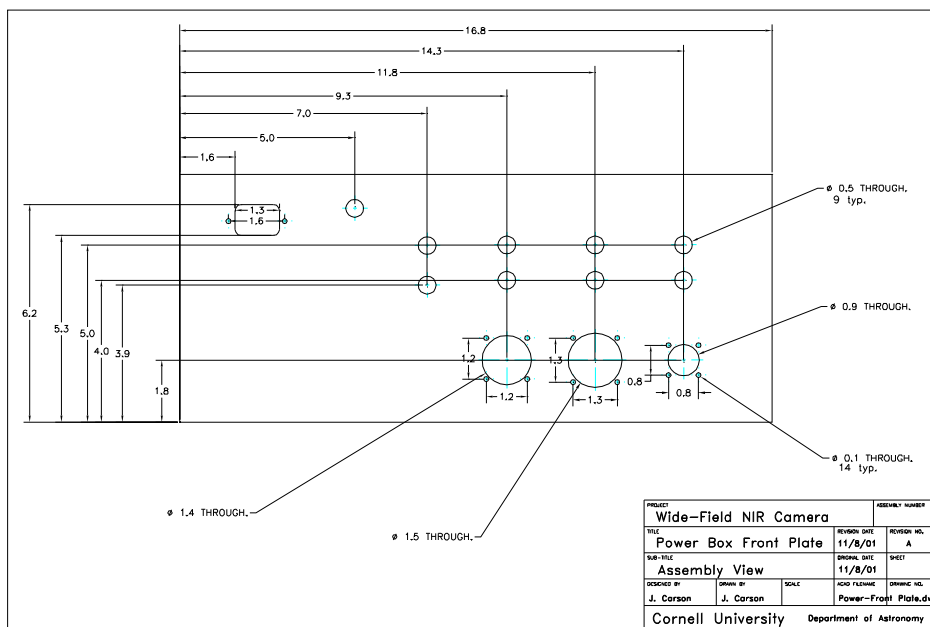 16.8
14.3
11.8
9.3
7.0
5.0
1.6
1.3
1.6
ø 0.5 THROUGH.
9 typ.
6.2
5.3
5.0
4.0
3.9
1.8
ø 0.9 THROUGH.
1.2
1.3
0.8
1.2
1.3
0.8
ø 0.1 THROUGH.
14 typ.
ø 1.4 THROUGH.
ø 1.5 THROUGH.
PROJECT
ASSEMBLY NUMBER
Wide-Field NIR Camera
TITLE
REVISION DATE
REVISION NO.
Power Box Front Plate
11/8/01
A
SUB-TITLE
ORIGINAL DATE
SHEET
Assembly View
11/8/01
DESIGNED BY
DRAWN BY
SCALE
ACAD FILENAME
DRAWING NO.
J. Carson
J. Carson
Power-Front Plate.dw
Cornell University
Department of Astronomy